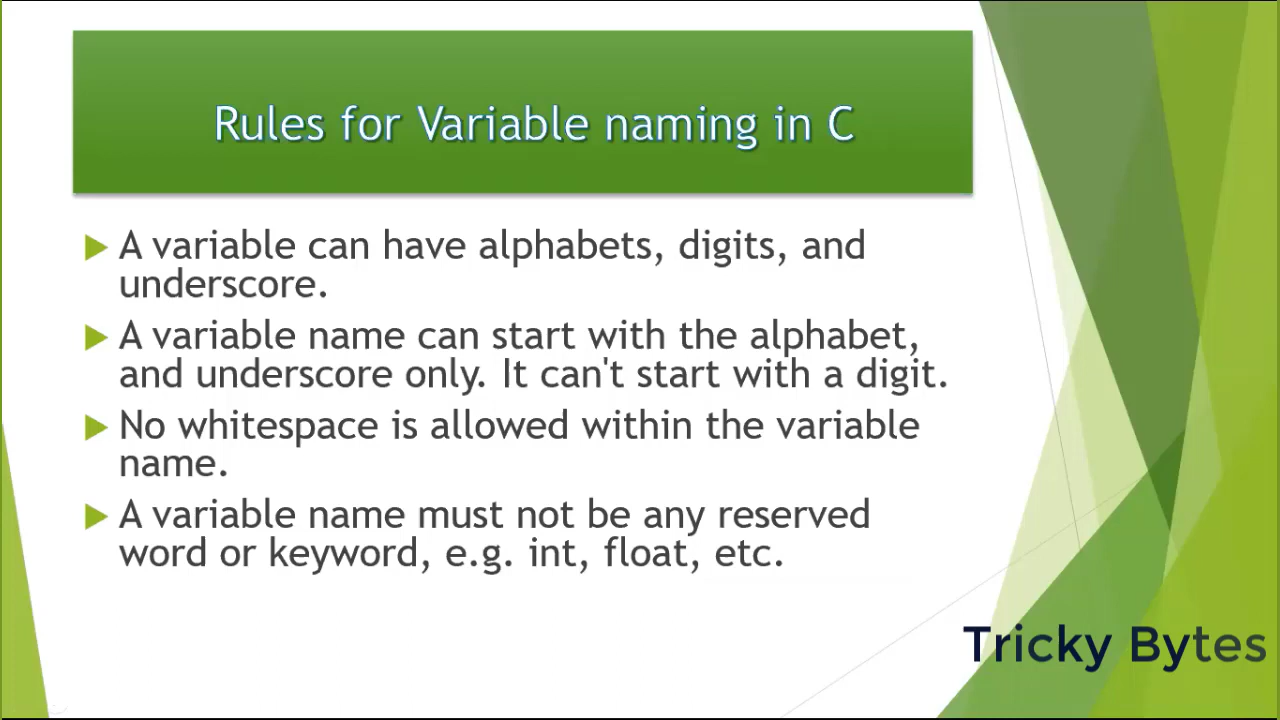 Rules for Variable naming in C
A variable can have alphabets, digits, and
underscore.
A variable name can start with the alphabet,
and underscore only. It can't start with a digit.
No whitespace is allowed within the variable
name.
A variable name must not be any reserved
word or keyword, e.g. int, float, etc.
Tricky Bytes